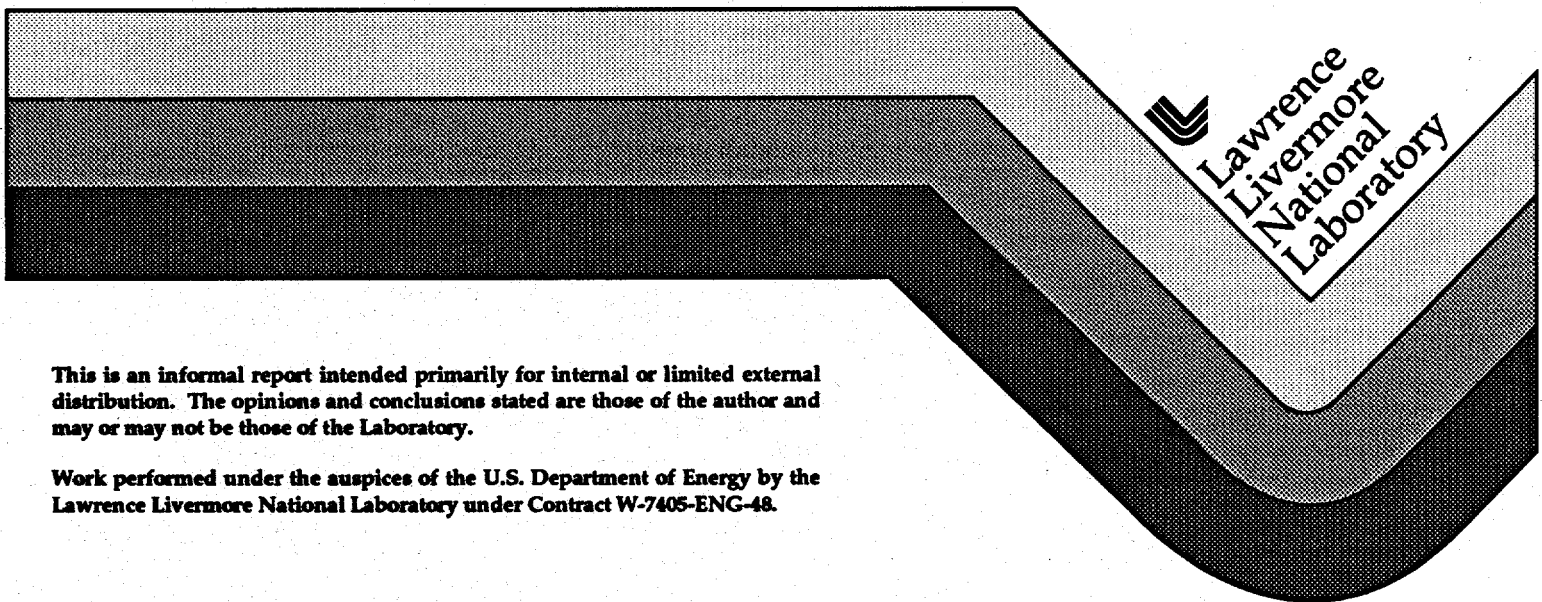 Lawrence
Livermore
National
Laboratory
This is an informal report intended primarily for internal or limited external
distribution. The opinions and conclusions stated are those of the author and
may or may not be those of the Laboratory.
Work performed under the auspices of the U.S. Department of Energy by the
Lawrence Livermore National Laboratory under Contract W-7405-ENG-48.